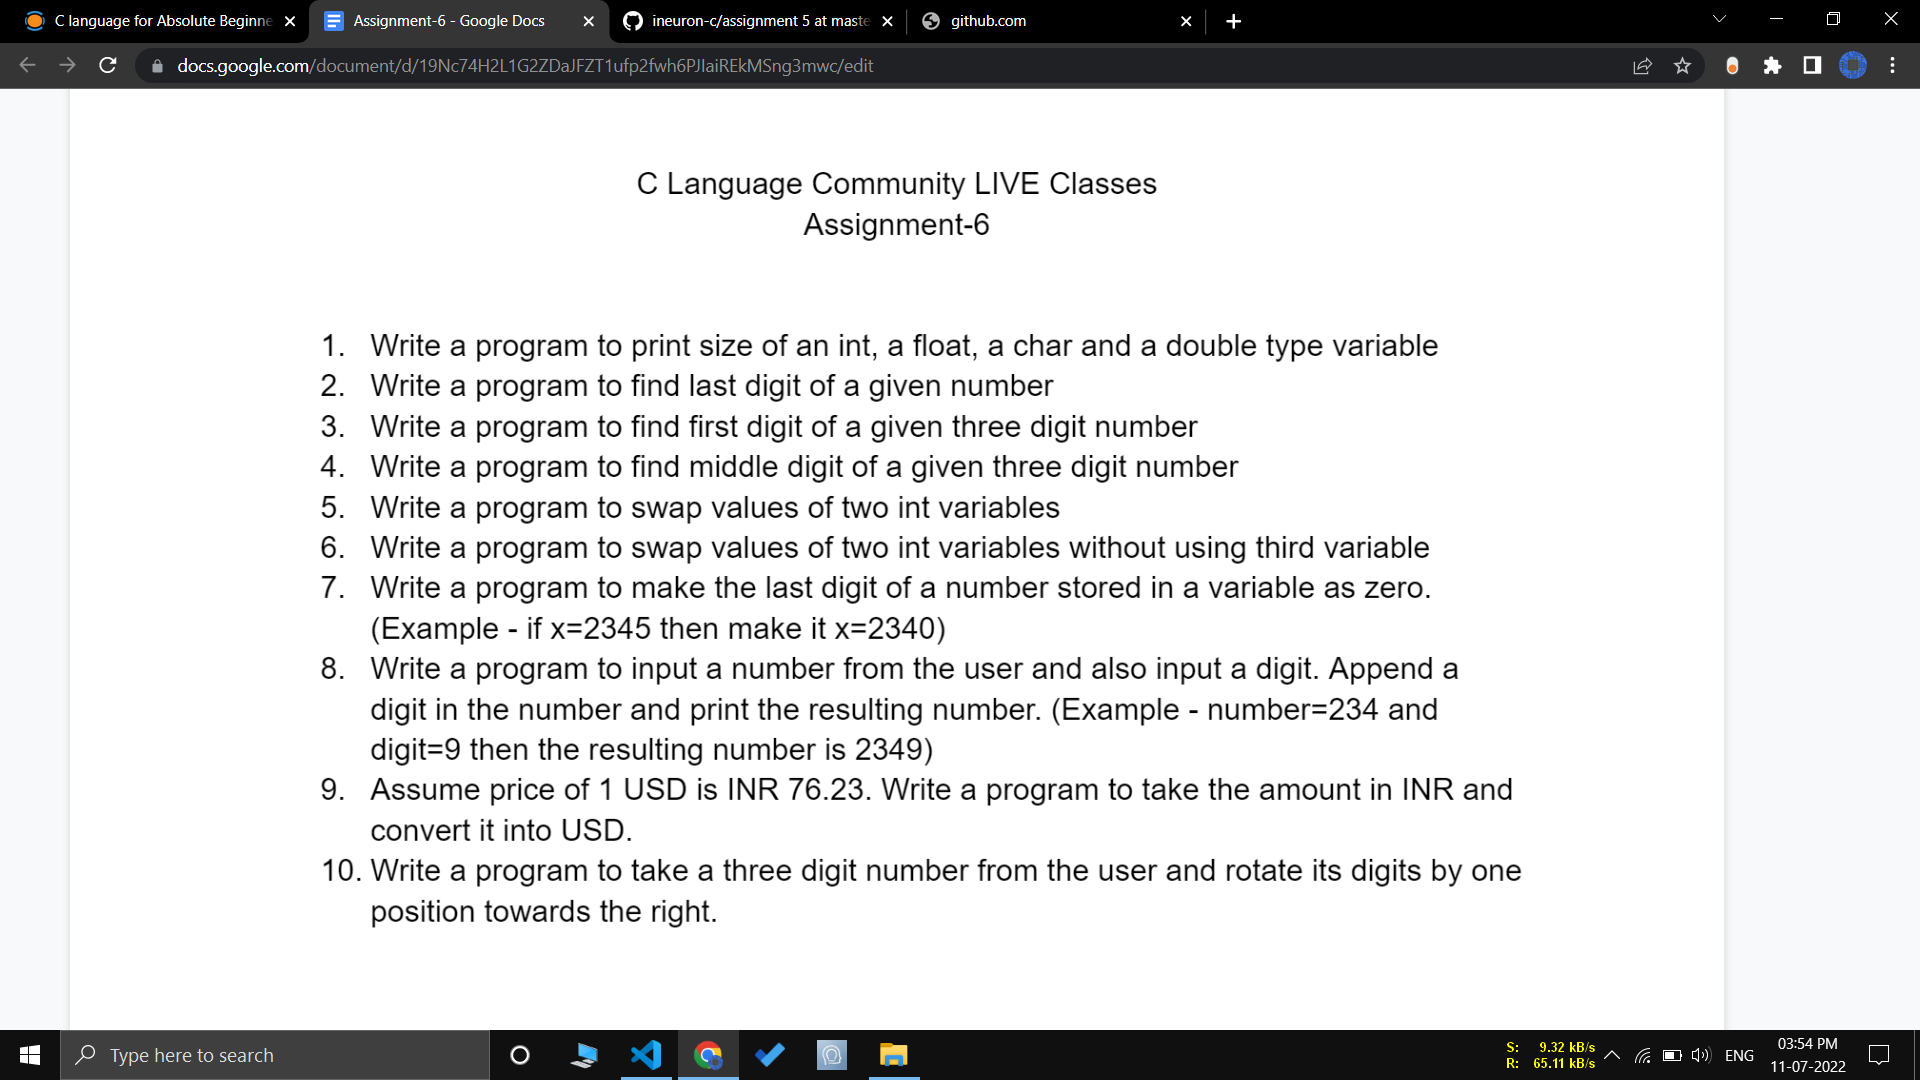 C language for Absolute Beginne
Assignment-6 - Google Docs
ineuron-c/assignment 5 at maste
github.com
docs.google.com/document/d/19Nc74H2L1G2ZDaJFZT1ufp2fwh6PJIaiREkMSng3mwc/edit
C Language Community LIVE Classes
Assignment-6
1. Write a program to print size of an int, a float, a char and a double type variable
2. Write a program to find last digit of a given number
3. Write a program to find first digit of a given three digit number
4. Write a program to find middle digit of a given three digit number
5. Write a program to swap values of two int variables
6. Write a program to swap values of two int variables without using third variable
7. Write a program to make the last digit of a number stored in a variable as zero.
(Example - if x=2345 then make it x=2340)
8. Write a program to input a number from the user and also input a digit. Append a
digit in the number and print the resulting number. (Example - number=234 and
digit=9 then the resulting number is 2349)
9. Assume price of 1 USD is INR 76.23. Write a program to take the amount in INR and
convert it into USD.
10. Write a program to take a three digit number from the user and rotate its digits by one
position towards the right.
Type here to search
S: 9.32 kB/s
R: 65.11 kB/s
ENG
03:54 PM
11-07-2022